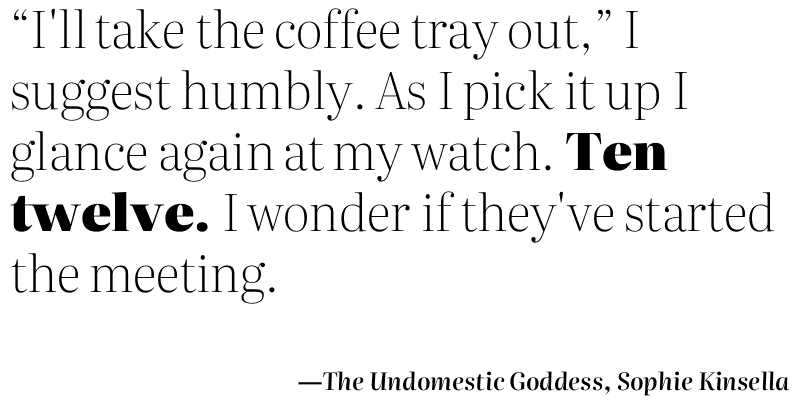 “I'll take the coffee tray out,” I
suggest humbly. As I pick it up I
glance again at my watch. Ten
twelve. I wonder if they've started
the meeting.
—The Undomestic Goddess, Sophie Kinsella